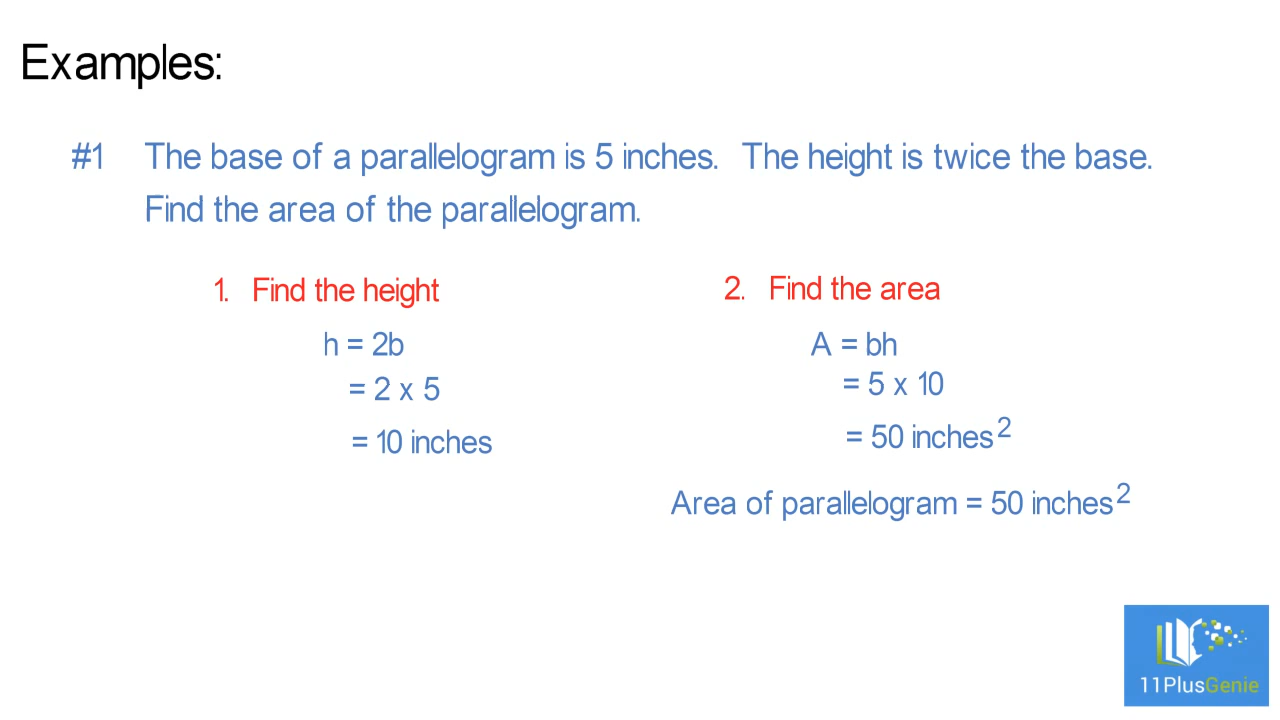 Examples:
#1 The base of a parallelogram is 5 inches. The height is twice the base.
Find the area of the parallelogram.
1. Find the height
h = 2b
= 2 x 5
= 10 inches
2. Find the area
A = bh
= 5 x 10
= 50 inches²
Area of parallelogram = 50 inches²
11PlusGenie